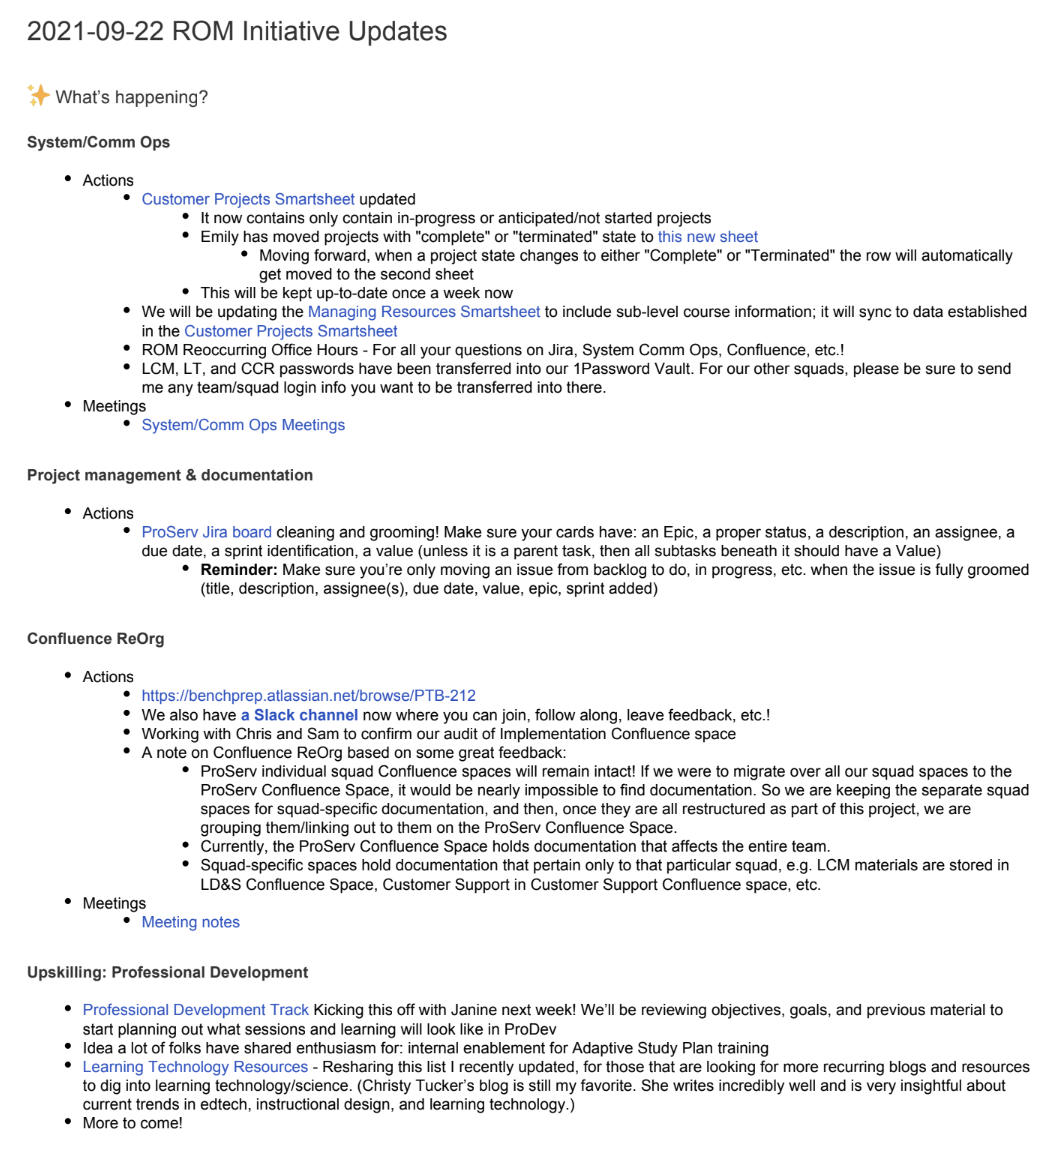 2021-09-22 ROM Initiative Updates
✨ What's happening?
System/Comm Ops
• Actions
• Customer Projects Smartsheet updated
• It now contains only contain in-progress or anticipated/not started projects
• Emily has moved projects with "complete" or "terminated" state to this new sheet
• Moving forward, when a project state changes to either "Complete" or "Terminated" the row will automatically
get moved to the second sheet
• This will be kept up-to-date once a week now
• We will be updating the Managing Resources Smartsheet to include sub-level course information; it will sync to data established
in the Customer Projects Smartsheet
• ROM Reoccurring Office Hours - For all your questions on Jira, System Comm Ops, Confluence, etc.!
• LCM, LT, and CCR passwords have been transferred into our 1Password Vault. For our other squads, please be sure to send
me any team/squad login info you want to be transferred into there.
• Meetings
• System/Comm Ops Meetings
Project management & documentation
• Actions
• ProServ Jira board cleaning and grooming! Make sure your cards have: an Epic, a proper status, a description, an assignee, a
due date, a sprint identification, a value (unless it is a parent task, then all subtasks beneath it should have a Value)
• Reminder: Make sure you're only moving an issue from backlog to do, in progress, etc. when the issue is fully groomed
(title, description, assignee(s), due date, value, epic, sprint added)
Confluence ReOrg
• Actions
• https://benchprep.atlassian.net/browse/PTB-212
• We also have a Slack channel now where you can join, follow along, leave feedback, etc.!
• Working with Chris and Sam to confirm our audit of Implementation Confluence space
• A note on Confluence ReOrg based on some great feedback:
• ProServ individual squad Confluence spaces will remain intact! If we were to migrate over all our squad spaces to the
ProServ Confluence Space, it would be nearly impossible to find documentation. So we are keeping the separate squad
spaces for squad-specific documentation, and then, once they are all restructured as part of this project, we are
grouping them/linking out to them on the ProServ Confluence Space.
• Currently, the ProServ Confluence Space holds documentation that affects the entire team.
• Squad-specific spaces hold documentation that pertain only to that particular squad, e.g. LCM materials are stored in
LD&S Confluence Space, Customer Support in Customer Support Confluence space, etc.
• Meetings
• Meeting notes
Upskilling: Professional Development
• Professional Development Track Kicking this off with Janine next week! We'll be reviewing objectives, goals, and previous material to
start planning out what sessions and learning will look like in ProDev
• Idea a lot of folks have shared enthusiasm for: internal enablement for Adaptive Study Plan training
• Learning Technology Resources - Resharing this list I recently updated, for those that are looking for more recurring blogs and resources
to dig into learning technology/science. (Christy Tucker's blog is still my favorite. She writes incredibly well and is very insightful about
current trends in edtech, instructional design, and learning technology.)
• More to come!